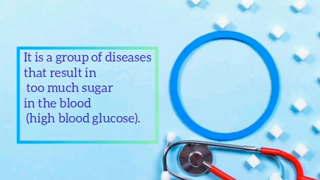 It is a group of diseases
that result in
too much sugar
in the blood
(high blood glucose).